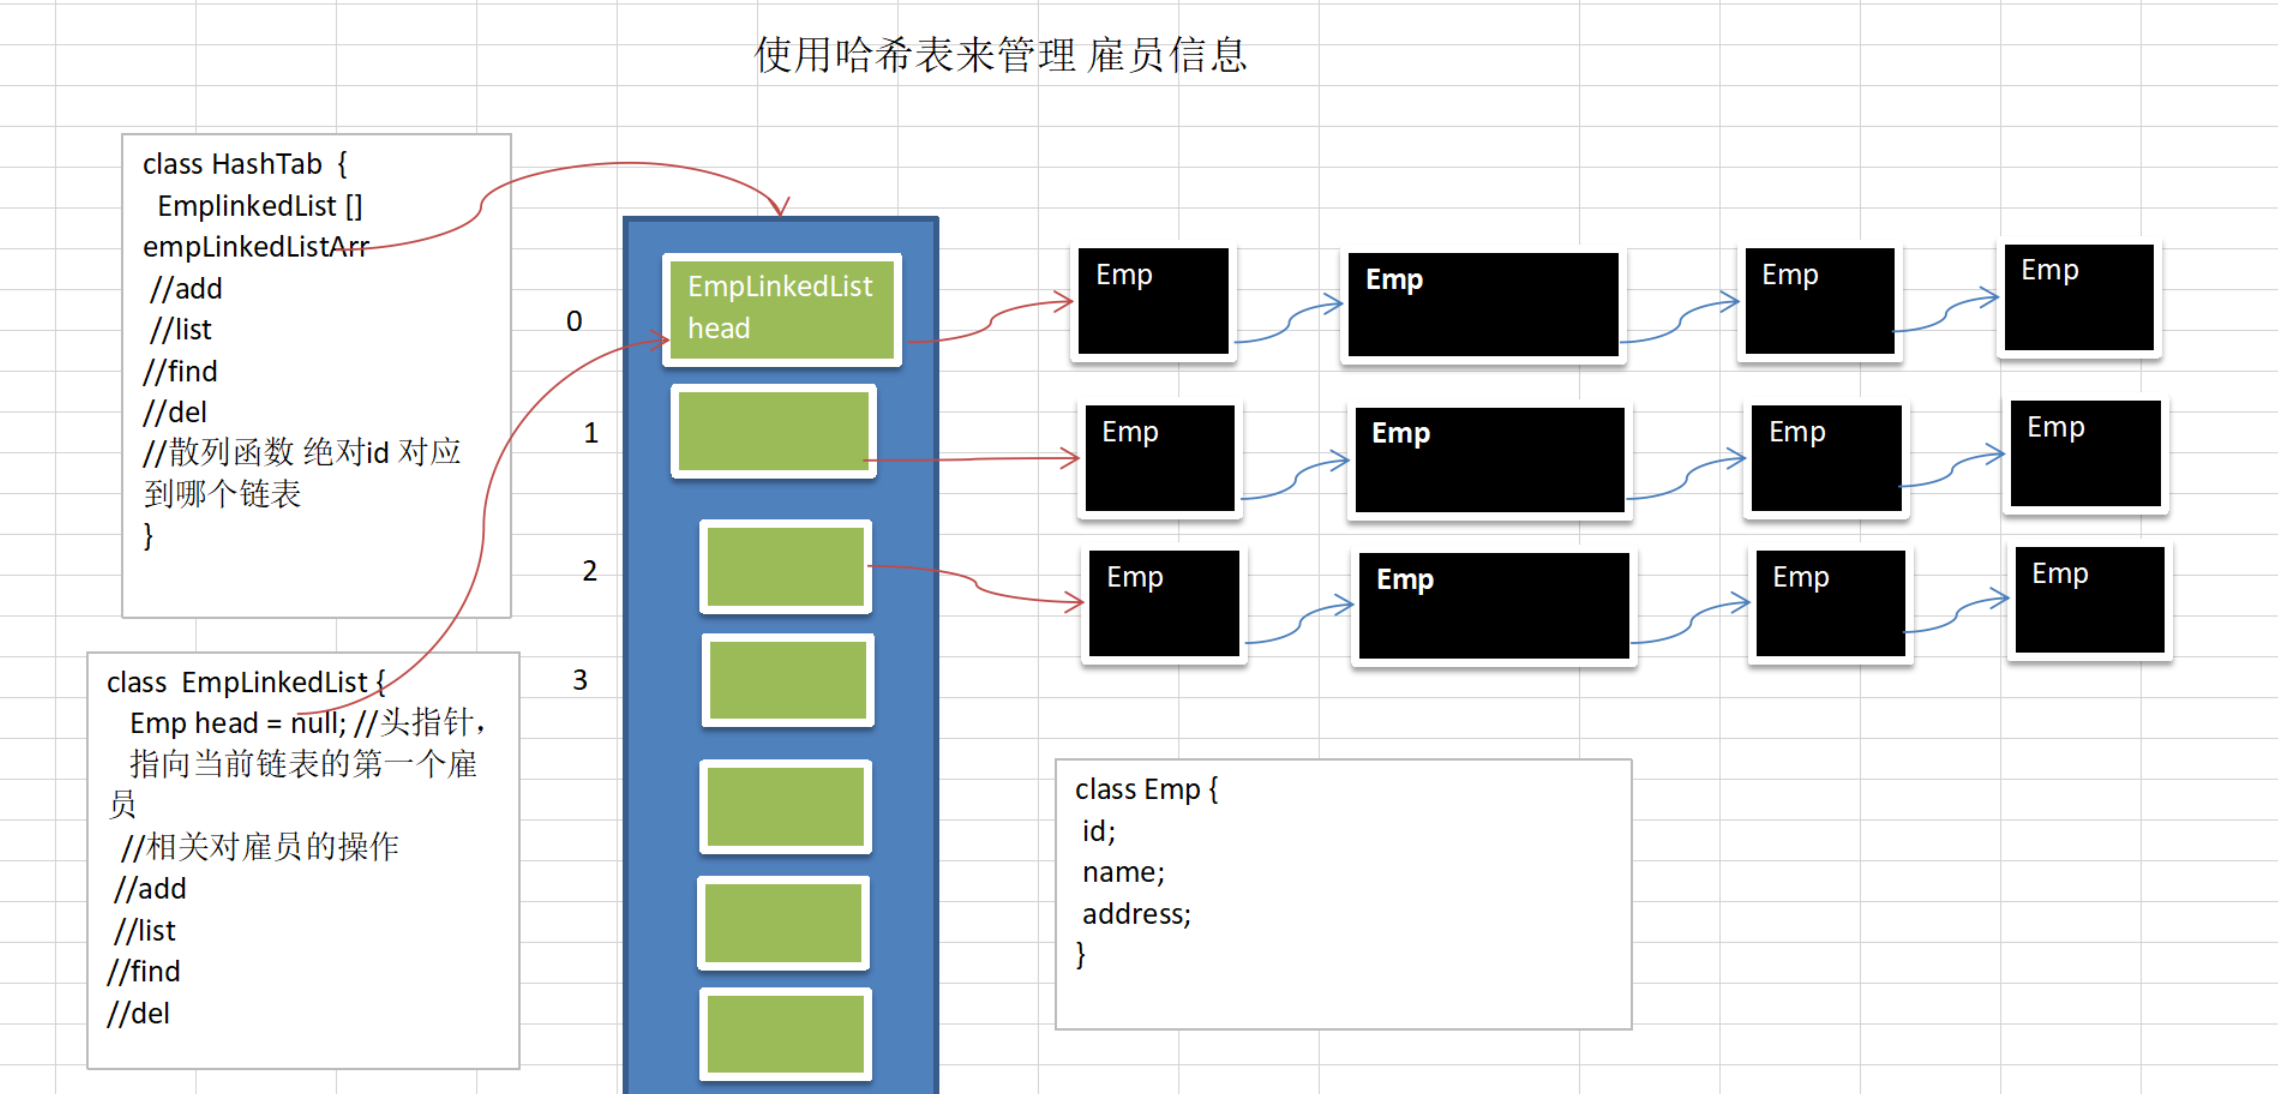 使用哈希表来管理 雇员信息
class HashTab {
EmplinkedList []
empLinkedListArr
//add
//list
//find
//del
//散列函数 绝对id 对应
到哪个链表
}
class EmpLinkedList {
Emp head = null; //头指针，
指向当前链表的第一个雇
员
//相关对雇员的操作
//add
//list
//find
//del
0
1
2
3
EmpLinkedList
head
Emp
Emp
Emp
Emp
Emp
Emp
Emp
Emp
Emp
Emp
Emp
Emp
class Emp {
id;
name;
address;
}